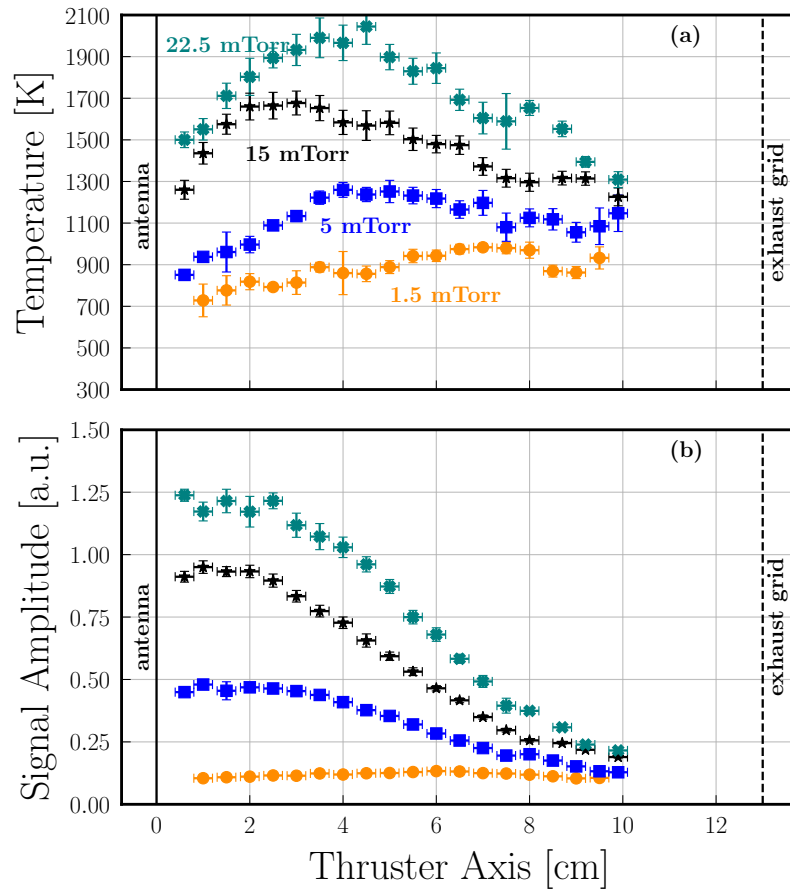 2100
1900
1700
1500
1300
1100
900
700
500
300
Temperature [K]
22.5 mTorr
(a)
15 mTorr
5 mTorr
1.5 mTorr
antenna
exhaust grid
1.50
1.25
1.00
0.75
0.50
0.25
0.00
Signal Amplitude [a.u.]
(b)
antenna
exhaust grid
0 2 4 6 8 10 12
Thruster Axis [cm]